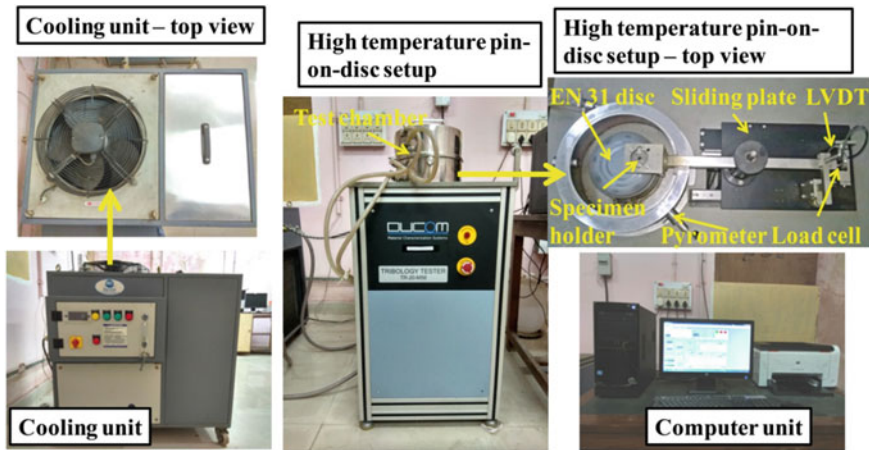 Cooling unit – top view
High temperature pin-
on-disc setup
High temperature pin-on-
disc setup – top view
Test chamber
EN 31 disc
Sliding plate
LVDT
Specimen
holder
Pyrometer
Load cell
DUCOM
TRIBOLOGY TESTER
Cooling unit
Computer unit